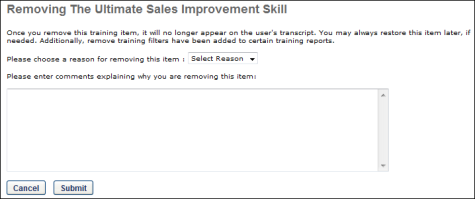 Removing The Ultimate Sales Improvement Skill
Once you remove this training item, it will no longer appear on the user's transcript. You may always restore this item later, if
needed. Additionally, remove training filters have been added to certain training reports.
Please choose a reason for removing this item : Select Reason
Please enter comments explaining why you are removing this item:
Cancel Submit